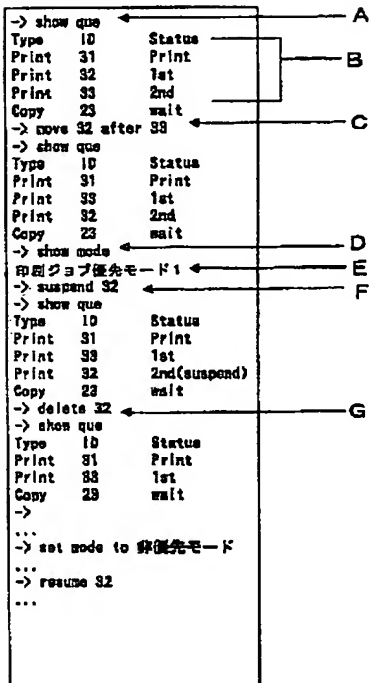 -> show que
Type ID Status
Print 31 Print
Print 32 1st
Print 33 2nd
Copy 23 wait
-> move 32 after 33
-> show que
Type ID Status
Print 31 Print
Print 33 1st
Print 32 2nd
Copy 23 wait
-> show mode
印刷ジョブ優先モード1
-> suspend 32
-> show que
Type ID Status
Print 31 Print
Print 33 1st
Print 32 2nd(suspend)
Copy 23 wait
-> delete 32
-> show que
Type ID Status
Print 31 Print
Print 33 1st
Copy 23 wait
->
...
-> set mode to 非優先モード
...
-> resume 32
...
A
B
C
D
E
F
G